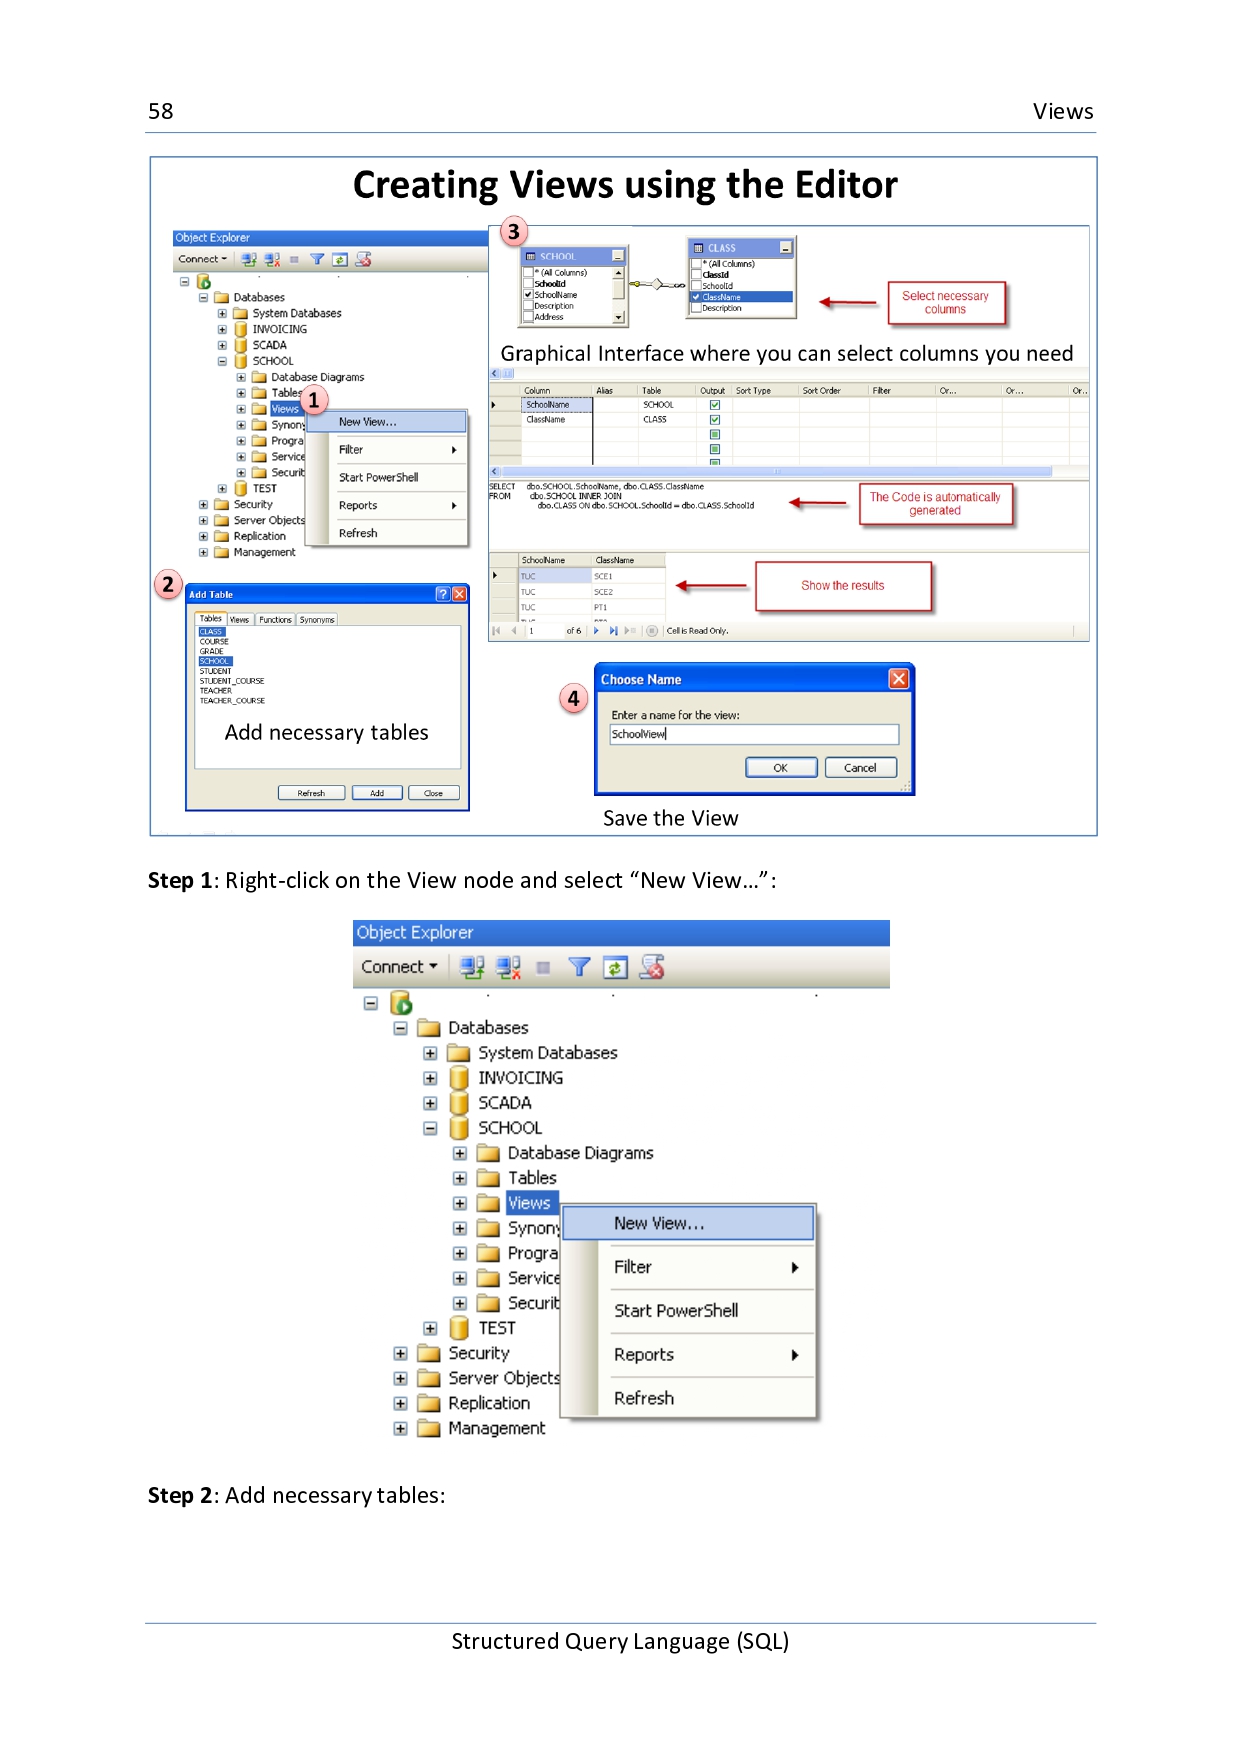 58
Views
Creating Views using the Editor
Object Explorer
Connect
Databases
System Databases
INVOICING
SCADA
SCHOOL
Database Diagrams
Tables
Views
Synony
Progra
Service
Securit
TEST
Security
Server Objects
Replication
Management
1
New View...
Filter
Start PowerShell
Reports
Refresh
2
Add Table
Tables Views Functions Synonyms
CLASS
COURSE
GRADE
SCHOOL
STUDENT
STUDENT_COURSE
TEACHER
TEACHER_COURSE
Add necessary tables
Refresh Add Close
3
SCHOOL
* (All Columns)
SchoolId
SchoolName
Description
Address
CLASS
* (All Columns)
ClassId
SchoolId
ClassName
Description
Select necessary
columns
Graphical Interface where you can select columns you need
Column Alias Table Output Sort Type Sort Order Filter Or... Or... Or...
SchoolName SCHOOL
ClassName CLASS
SELECT dbo.SCHOOL.SchoolName, dbo.CLASS.ClassName
FROM dbo.SCHOOL INNER JOIN
dbo.CLASS ON dbo.SCHOOL.SchoolId = dbo.CLASS.SchoolId
The Code is automatically
generated
SchoolName ClassName
TUC SCE1
TUC SCE2
TUC PT1
Show the results
1 of 6 Cell is Read Only.
4
Choose Name
Enter a name for the view:
SchoolView
OK Cancel
Save the View
Step 1: Right-click on the View node and select “New View…”:
Object Explorer
Connect
Databases
System Databases
INVOICING
SCADA
SCHOOL
Database Diagrams
Tables
Views
Synony
Progra
Service
Securit
TEST
Security
Server Objects
Replication
Management
New View...
Filter
Start PowerShell
Reports
Refresh
Step 2: Add necessary tables:
Structured Query Language (SQL)